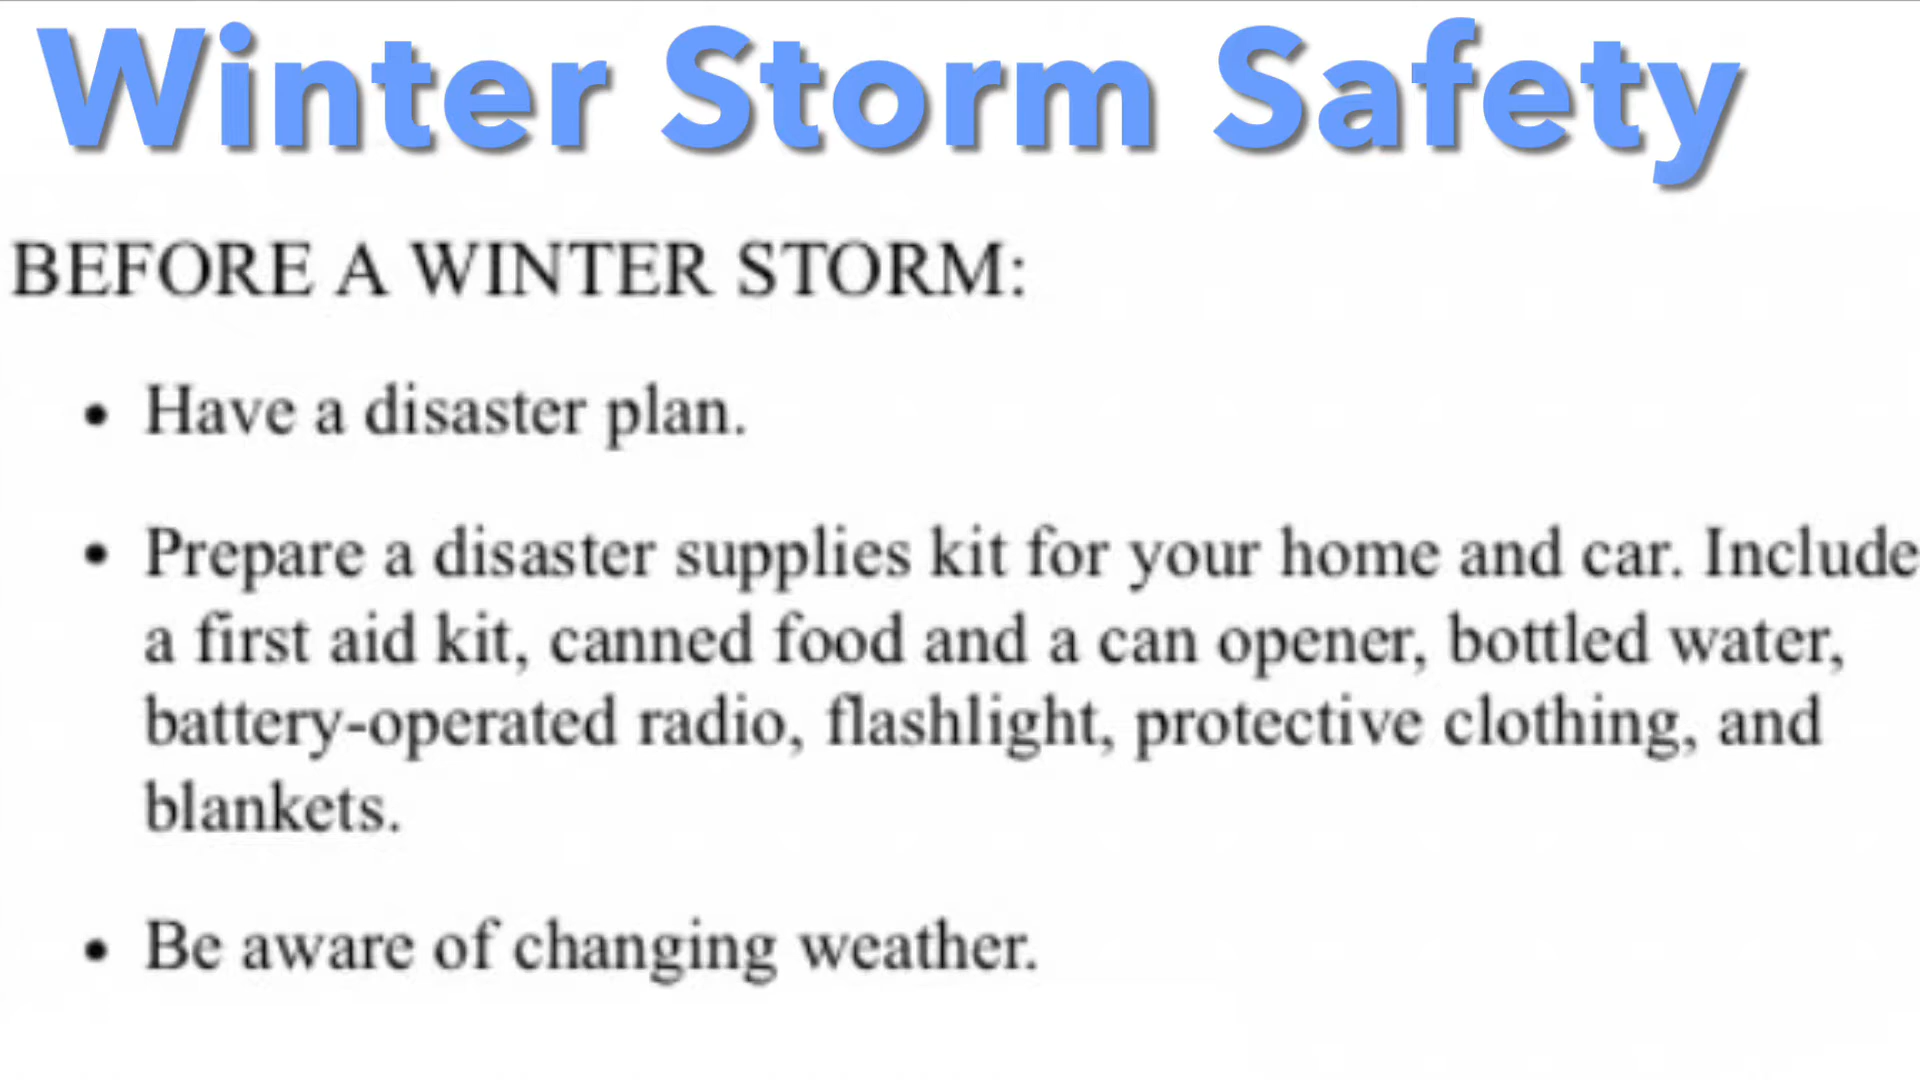 Winter Storm Safety
BEFORE A WINTER STORM:
• Have a disaster plan.
• Prepare a disaster supplies kit for your home and car. Include
a first aid kit, canned food and a can opener, bottled water,
battery-operated radio, flashlight, protective clothing, and
blankets.
• Be aware of changing weather.